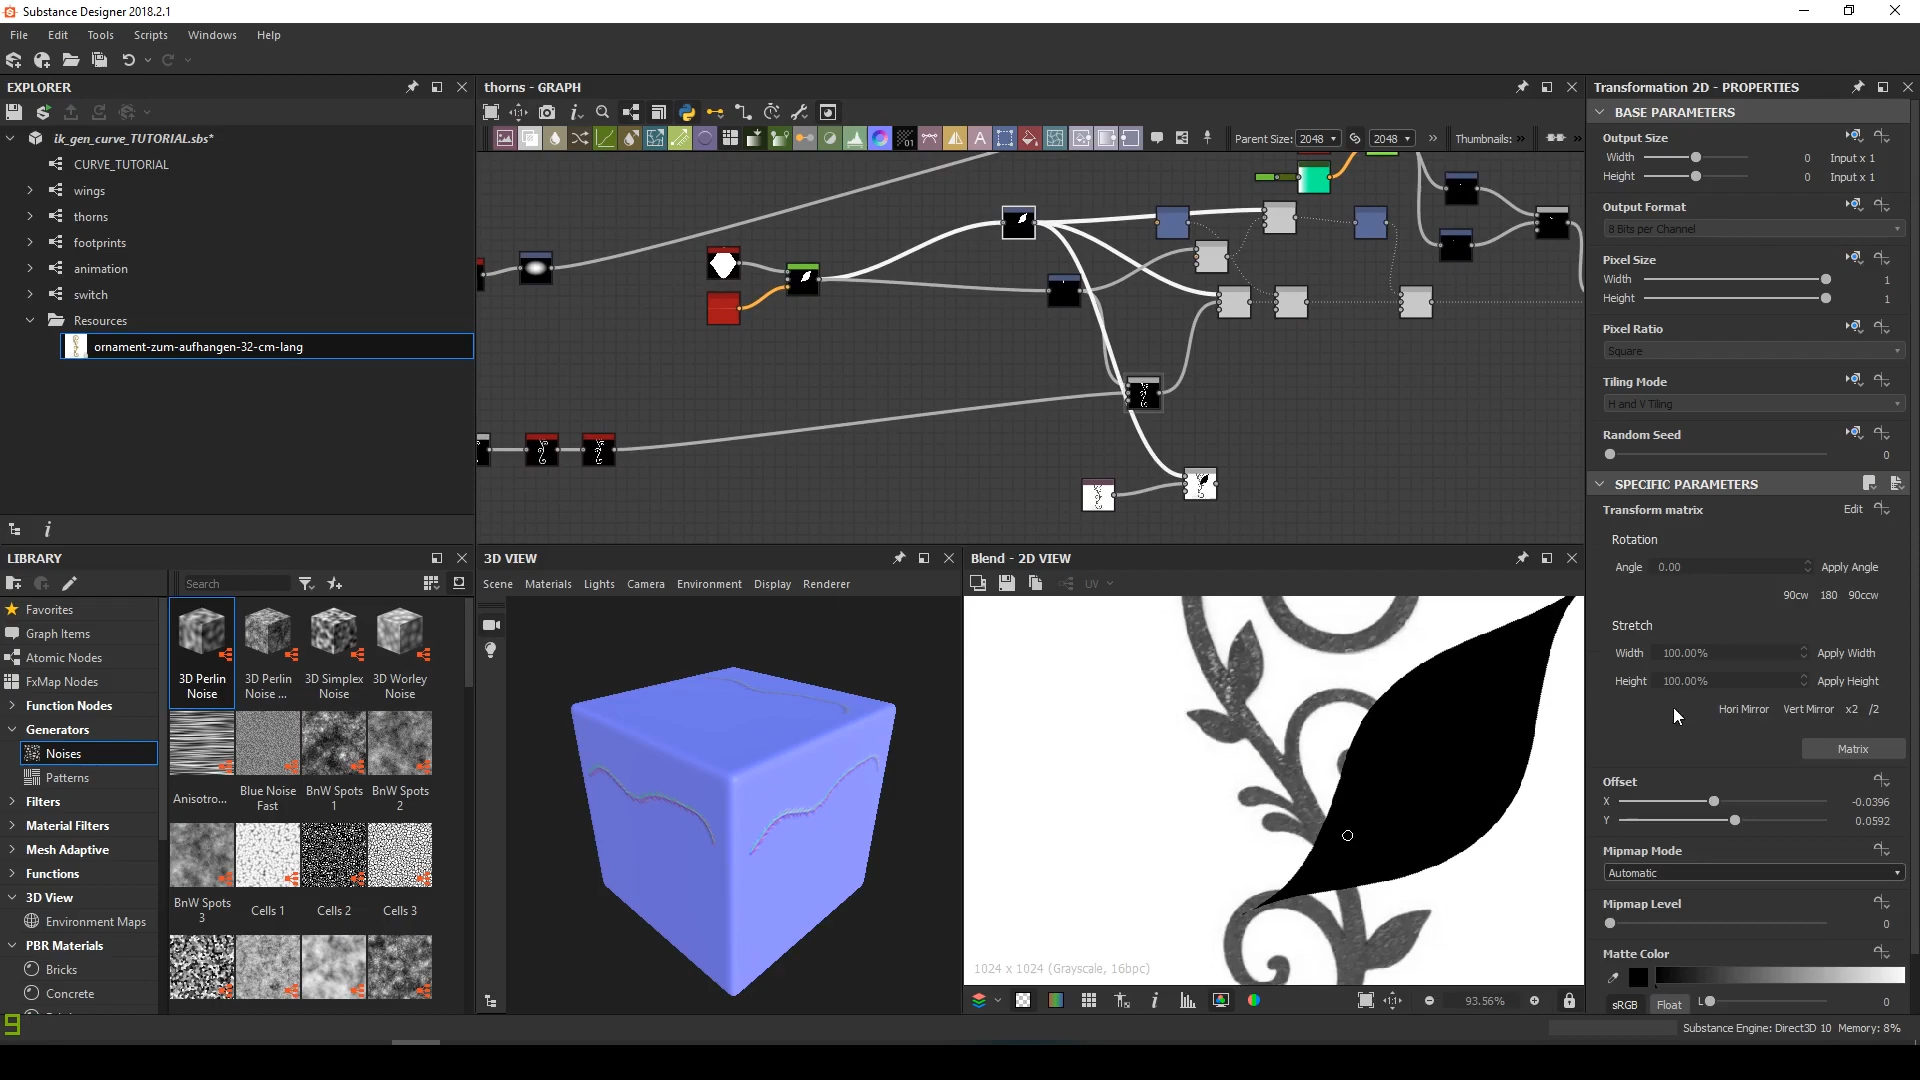 Substance Designer 2018.2.1
File Edit Tools Scripts Windows Help
EXPLORER
ik_gen_curve_TUTORIAL.sbs*
CURVE_TUTORIAL
wings
thorns
footprints
animation
switch
Resources
ornament-zum-aufhangen-32-cm-lang
LIBRARY
Search
Favorites
Graph Items
Atomic Nodes
FxMap Nodes
Function Nodes
Generators
Noises
Patterns
Filters
Material Filters
Mesh Adaptive
Functions
3D View
Environment Maps
PBR Materials
Bricks
Concrete
3D Perlin Noise
3D Perlin Noise ...
3D Simplex Noise
3D Worley Noise
Anisotro...
Blue Noise Fast
BnW Spots 1
BnW Spots 2
BnW Spots 3
Cells 1
Cells 2
Cells 3
thorns - GRAPH
Parent Size: 2048 2048 Thumbnails:
3D VIEW
Scene Materials Lights Camera Environment Display Renderer
Blend - 2D VIEW
UV
1024 x 1024 (Grayscale, 16bpc)
93.56%
Transformation 2D - PROPERTIES
BASE PARAMETERS
Output Size
Width 0 Input x 1
Height 0 Input x 1
Output Format
8 Bits per Channel
Pixel Size
Width 1
Height 1
Pixel Ratio
Square
Tiling Mode
H and V Tiling
Random Seed
0
SPECIFIC PARAMETERS
Transform matrix Edit
Rotation
Angle 0.00 Apply Angle
90cw 180 90ccw
Stretch
Width 100.00% Apply Width
Height 100.00% Apply Height
Hori Mirror Vert Mirror x2 /2
Matrix
Offset
X -0.0396
Y 0.0592
Mipmap Mode
Automatic
Mipmap Level
0
Matte Color
sRGB Float L 0
Substance Engine: Direct3D 10 Memory: 8%